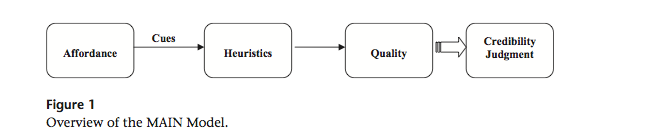 Cues
Affordance
Heuristics
Quality
Credibility
Judgment
Figure 1
Overview of the MAIN Model.